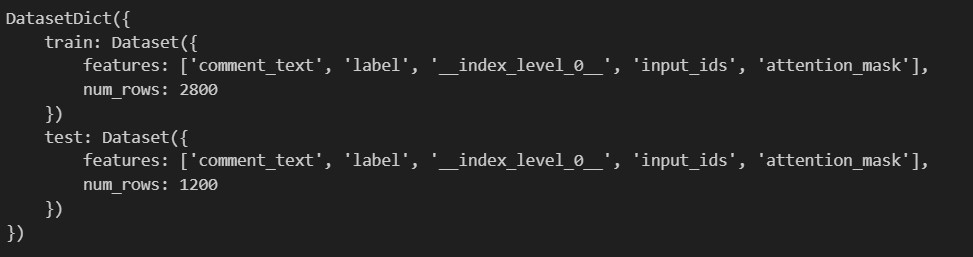 DatasetDict({
    train: Dataset({
        features: ['comment_text', 'label', '__index_level_0__', 'input_ids', 'attention_mask'],
        num_rows: 2800
    })
    test: Dataset({
        features: ['comment_text', 'label', '__index_level_0__', 'input_ids', 'attention_mask'],
        num_rows: 1200
    })
})